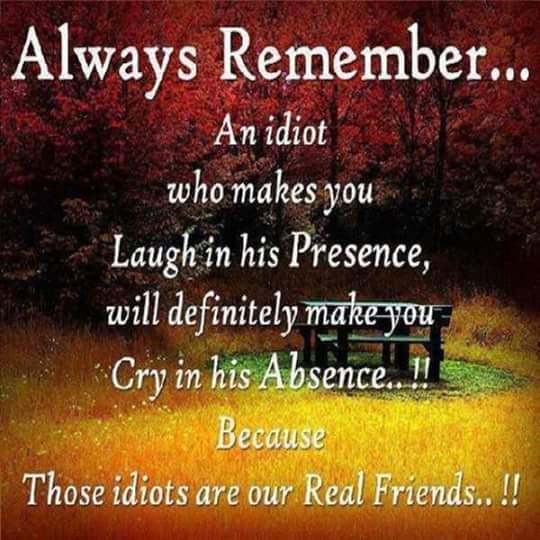 Always Remember...
An idiot
who makes you
Laugh in his Presence,
will definitely make you
Cry in his Absence.. !!
Because
Those idiots are our Real Friends.. !!